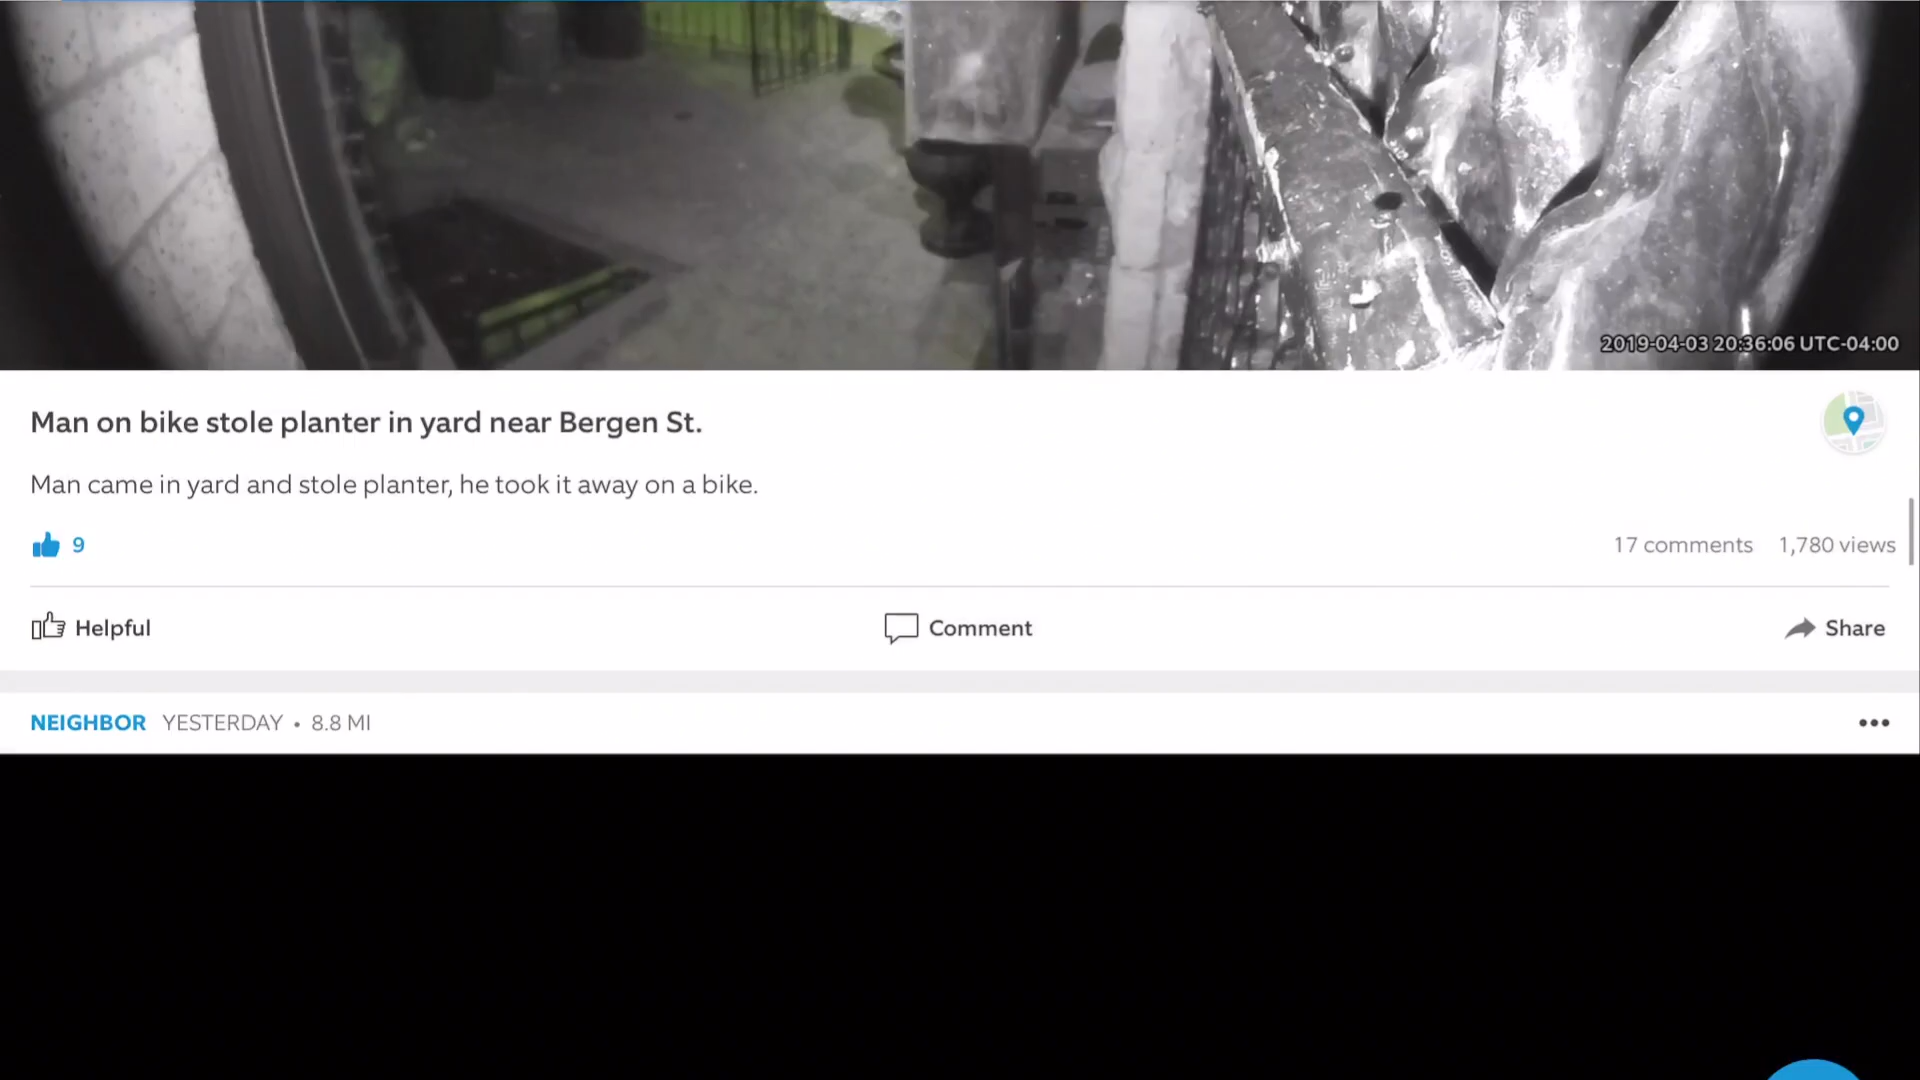 2019-04-03 20:36:06 UTC-04:00
Man on bike stole planter in yard near Bergen St.
Man came in yard and stole planter, he took it away on a bike.
9
17 comments 1,780 views
Helpful Comment Share
NEIGHBOR YESTERDAY • 8.8 MI